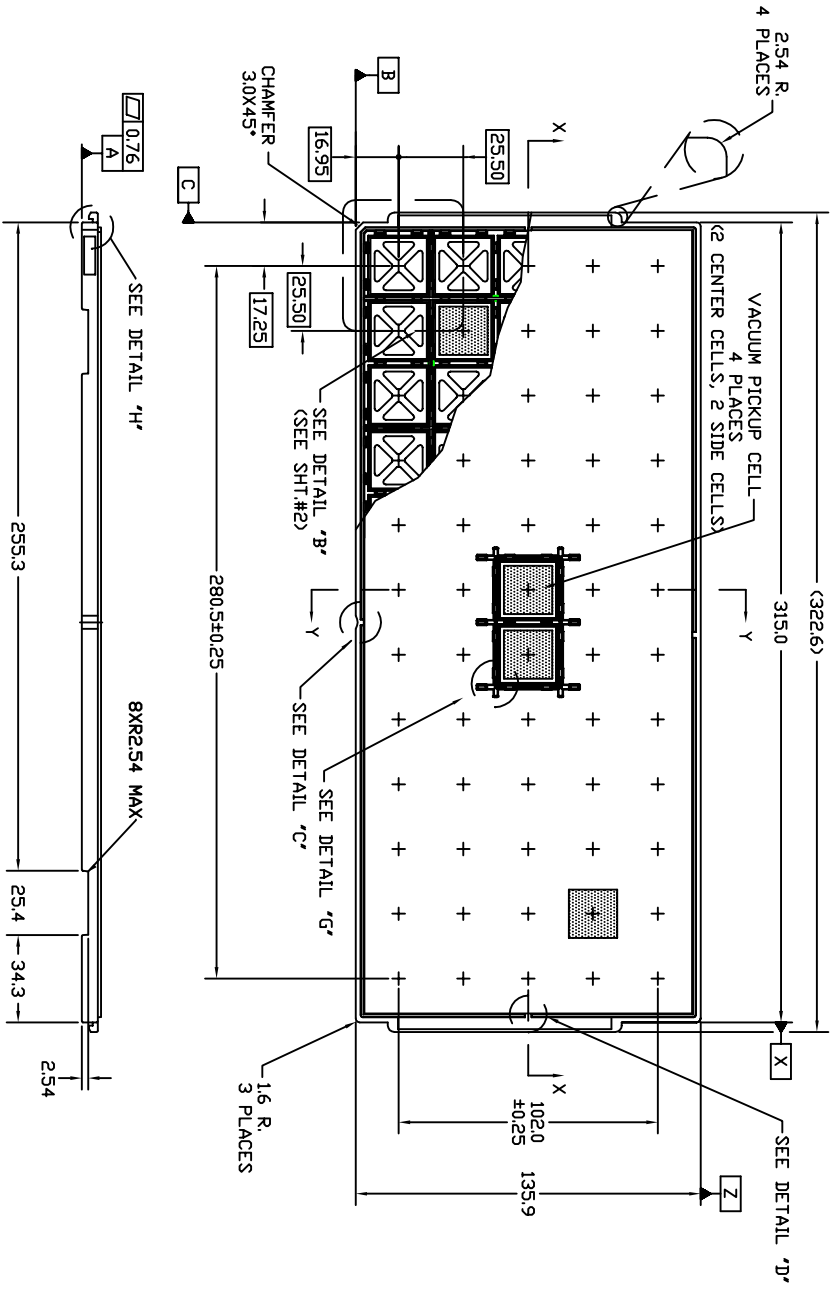 2.54 R.
4 PLACES
(322.6)
315.0
X
SEE DETAIL "D"
VACUUM PICKUP CELL
4 PLACES
(2 CENTER CELLS, 2 SIDE CELLS)
Z
X
Y
X
25.50
16.95
B
CHAMFER
3.0X45°
102.0
±0.25
135.9
C
17.25
25.50
SEE DETAIL "B"
(SEE SHT.#2)
280.5±0.25
Y
SEE DETAIL "C"
SEE DETAIL "G"
1.6 R.
3 PLACES
0.76
A
SEE DETAIL "H"
8XR2.54 MAX
255.3
25.4
34.3
2.54